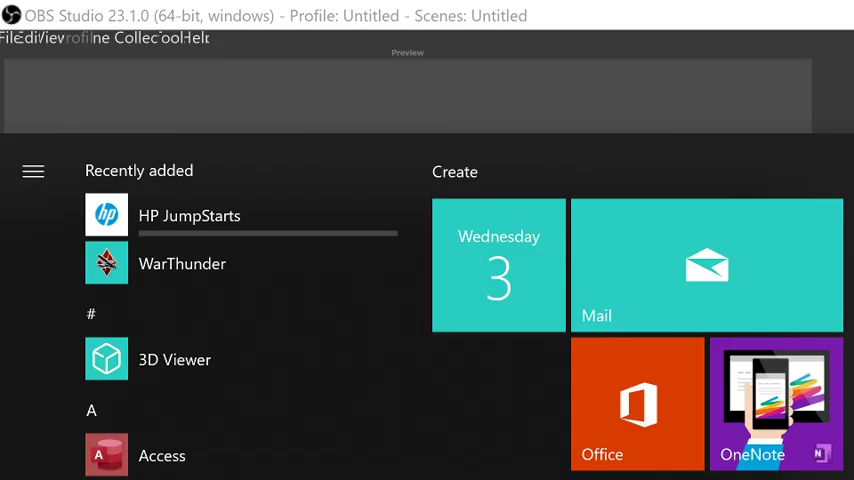 OBS Studio 23.1.0 (64-bit, windows) - Profile: Untitled - Scenes: Untitled
Preview
Recently added
Create
hp
HP JumpStarts
Wednesday
3
WarThunder
Mail
#
3D Viewer
A
A
Access
Office
OneNote
N